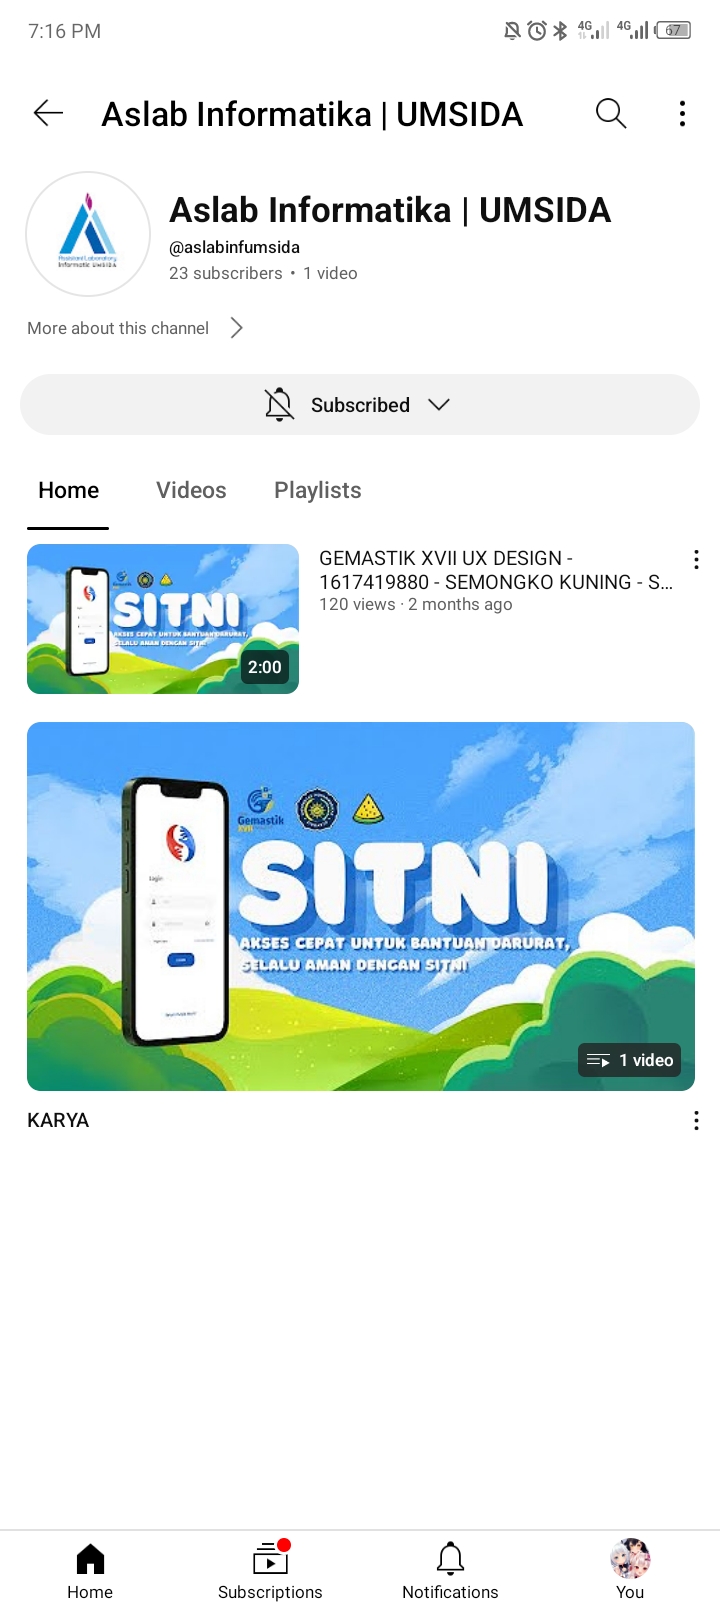 7:16 PM
4G 4G 67
Aslab Informatika | UMSIDA
Assistant Laboratory
Informatic UMSIDA
Aslab Informatika | UMSIDA
@aslabinfumsida
23 subscribers • 1 video
More about this channel
Subscribed
Home Videos Playlists
SITNI
AKSES CEPAT UNTUK BANTUAN DARURAT,
SELALU AMAN DENGAN SITNI
2:00
GEMASTIK XVII UX DESIGN -
1617419880 - SEMONGKO KUNING - S...
120 views · 2 months ago
Gemastik
XVII
Login
SITNI
AKSES CEPAT UNTUK BANTUAN DARURAT,
SELALU AMAN DENGAN SITNI
1 video
KARYA
Home Subscriptions Notifications You